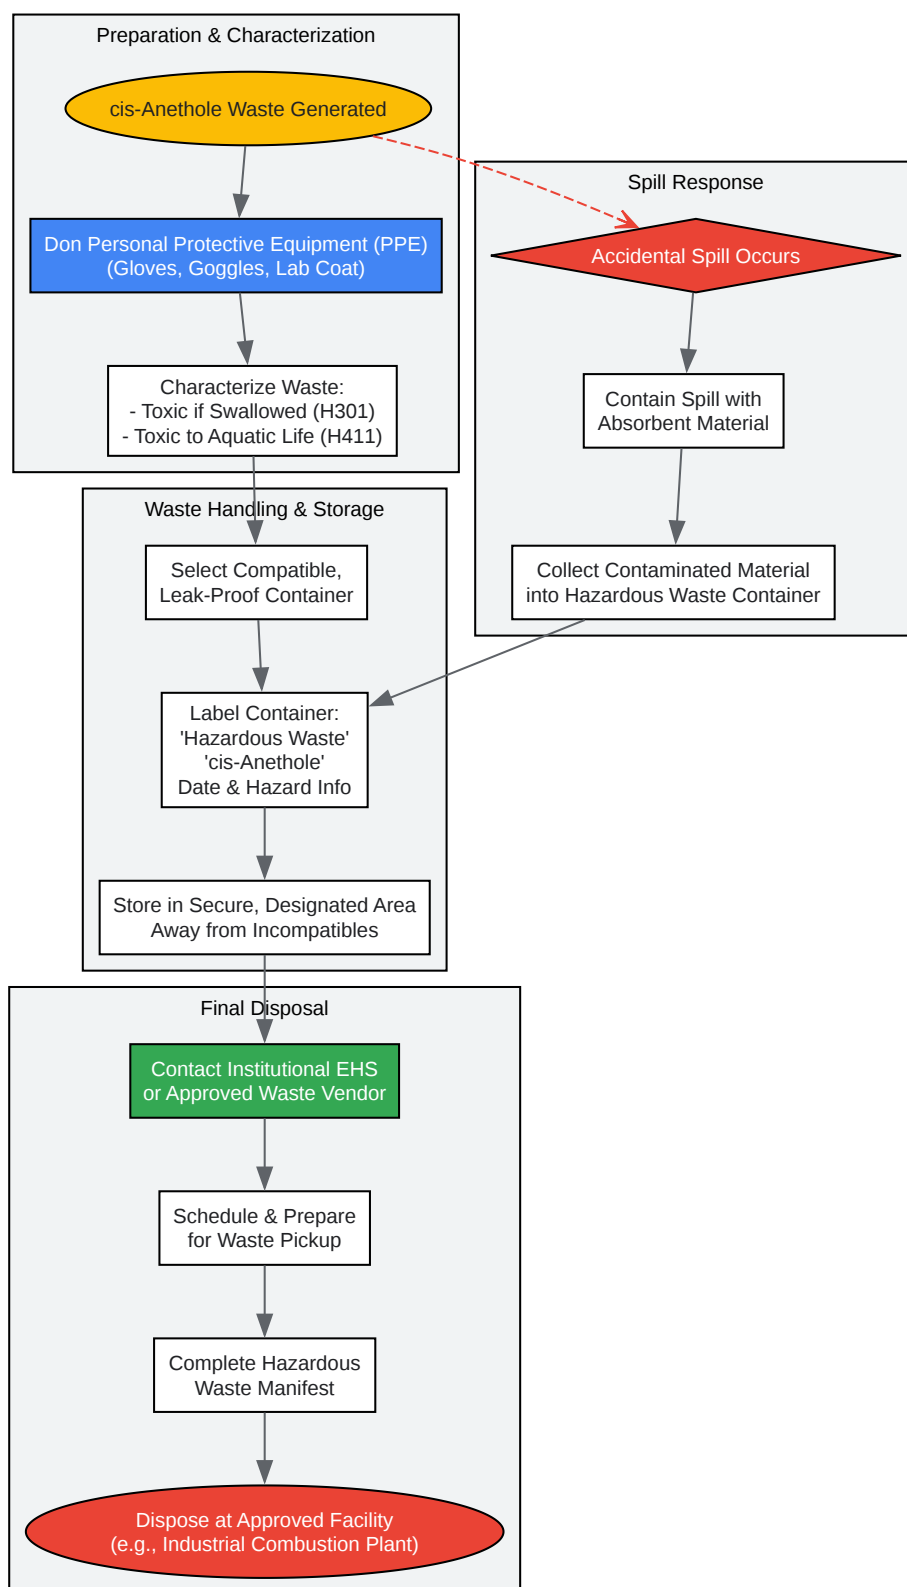 Preparation & Characterization
cis-Anethole Waste Generated
Don Personal Protective Equipment (PPE)
(Gloves, Goggles, Lab Coat)
Characterize Waste:
- Toxic if Swallowed (H301)
- Toxic to Aquatic Life (H411)
Spill Response
Accidental Spill Occurs
Contain Spill with
Absorbent Material
Collect Contaminated Material
into Hazardous Waste Container
Waste Handling & Storage
Select Compatible,
Leak-Proof Container
Label Container:
'Hazardous Waste'
'cis-Anethole'
Date & Hazard Info
Store in Secure, Designated Area
Away from Incompatibles
Final Disposal
Contact Institutional EHS
or Approved Waste Vendor
Schedule & Prepare
for Waste Pickup
Complete Hazardous
Waste Manifest
Dispose at Approved Facility
(e.g., Industrial Combustion Plant)